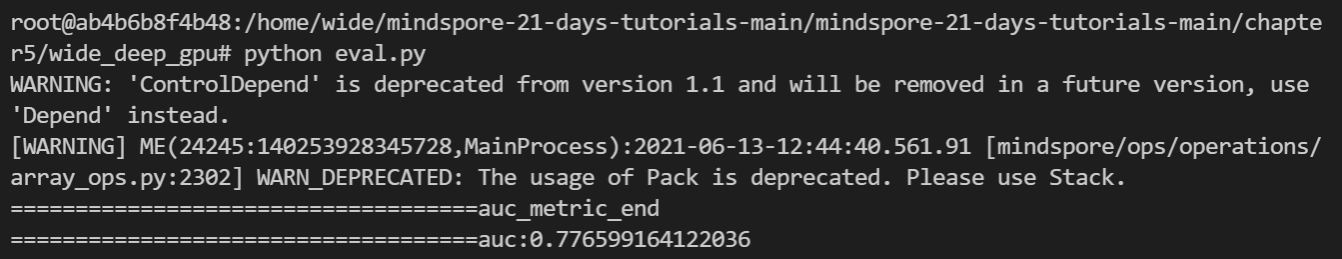 root@ab4b6b8f4b48:/home/wide/mindspore-21-days-tutorials-main/mindspore-21-days-tutorials-main/chapte
r5/wide_deep_gpu# python eval.py
WARNING: 'ControlDepend' is deprecated from version 1.1 and will be removed in a future version, use
'Depend' instead.
[WARNING] ME(24245:140253928345728,MainProcess):2021-06-13-12:44:40.561.91 [mindspore/ops/operations/
array_ops.py:2302] WARN_DEPRECATED: The usage of Pack is deprecated. Please use Stack.
====================================auc_metric_end
====================================auc:0.776599164122036